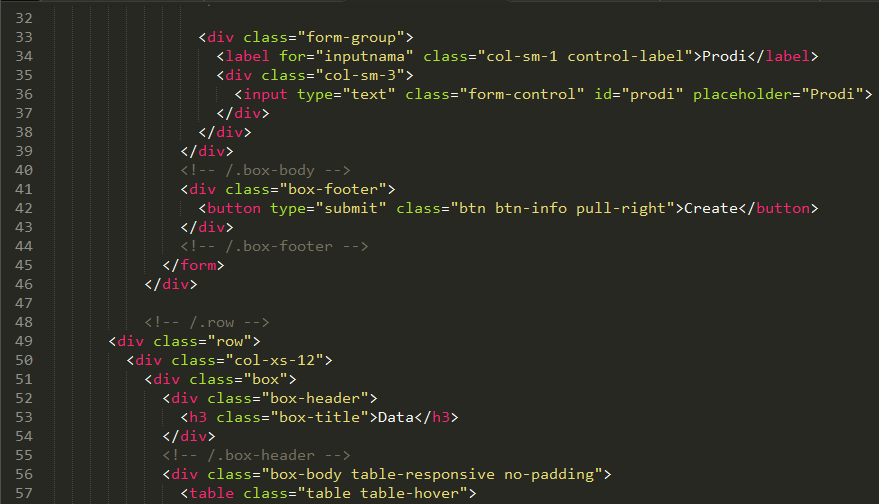 32
33 <div class="form-group">
34 <label for="inputnama" class="col-sm-1 control-label">Prodi</label>
35 <div class="col-sm-3">
36 <input type="text" class="form-control" id="prodi" placeholder="Prodi">
37 </div>
38 </div>
39 </div>
40 <!-- /.box-body -->
41 <div class="box-footer">
42 <button type="submit" class="btn btn-info pull-right">Create</button>
43 </div>
44 <!-- /.box-footer -->
45 </form>
46 </div>
47
48 <!-- /.row -->
49 <div class="row">
50 <div class="col-xs-12">
51 <div class="box">
52 <div class="box-header">
53 <h3 class="box-title">Data</h3>
54 </div>
55 <!-- /.box-header -->
56 <div class="box-body table-responsive no-padding">
57 <table class="table table-hover">